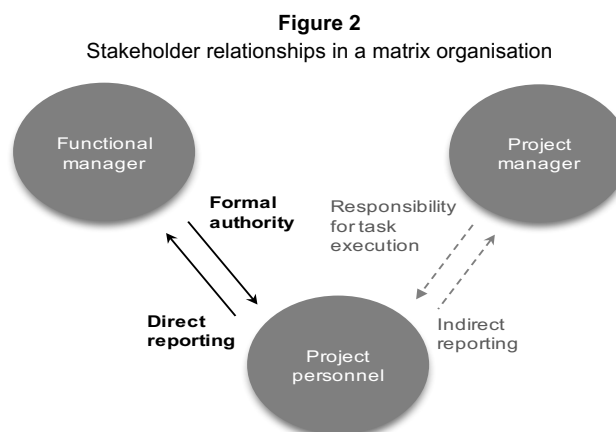 Figure 2
Stakeholder relationships in a matrix organisation
Functional
manager
Project
manager
Formal
authority
Responsibility
for task
execution
Direct
reporting
Indirect
reporting
Project
personnel